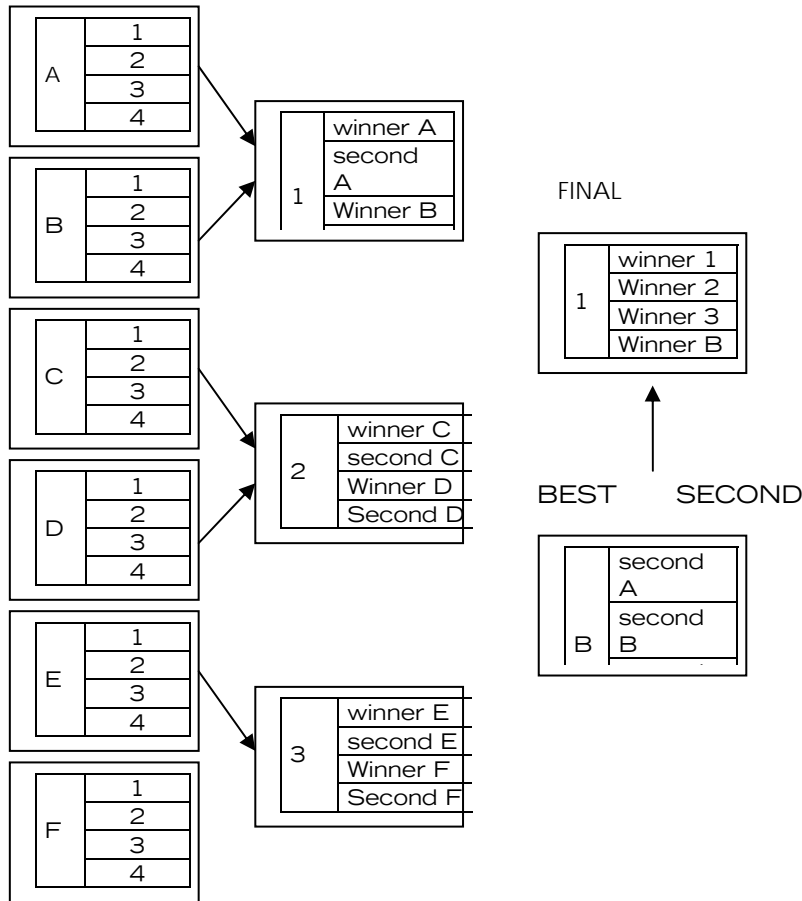 A
1
2
3
4
B
1
2
3
4
C
1
2
3
4
D
1
2
3
4
E
1
2
3
4
F
1
2
3
4
1
winner A
second
A
Winner B
2
winner C
second C
Winner D
Second D
3
winner E
second E
Winner F
Second F
FINAL
1
winner 1
Winner 2
Winner 3
Winner B
BEST SECOND
B
second
A
second
B